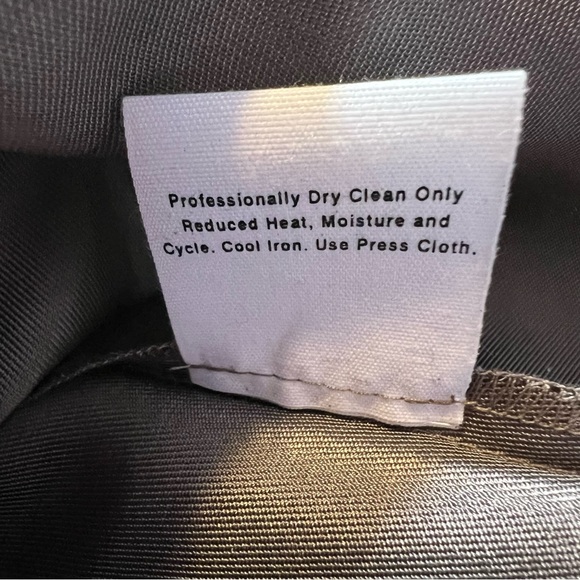 Professionally Dry Clean Only
Reduced Heat, Moisture and
Cycle. Cool Iron. Use Press Cloth.